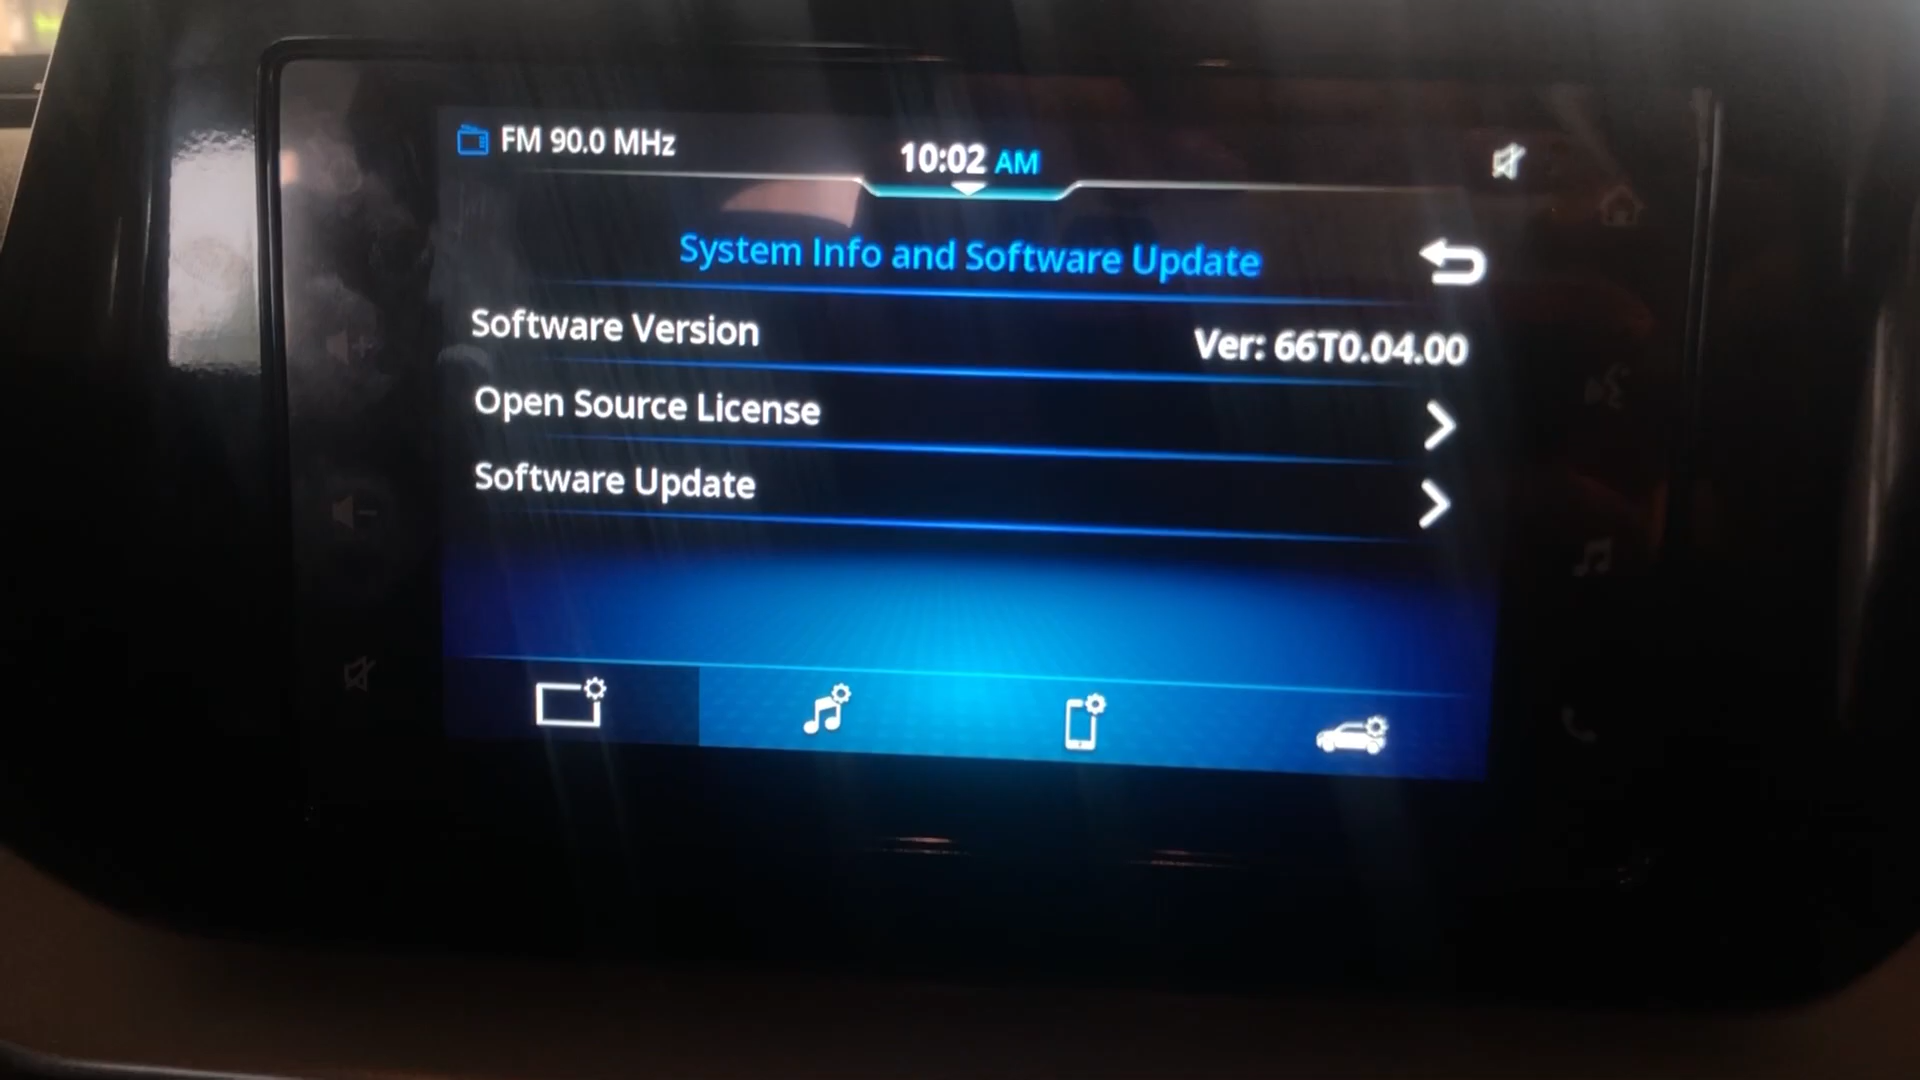 FM 90.0 MHz
10:02 AM
System Info and Software Update
Software Version
Ver: 66T0.04.00
Open Source License
Software Update